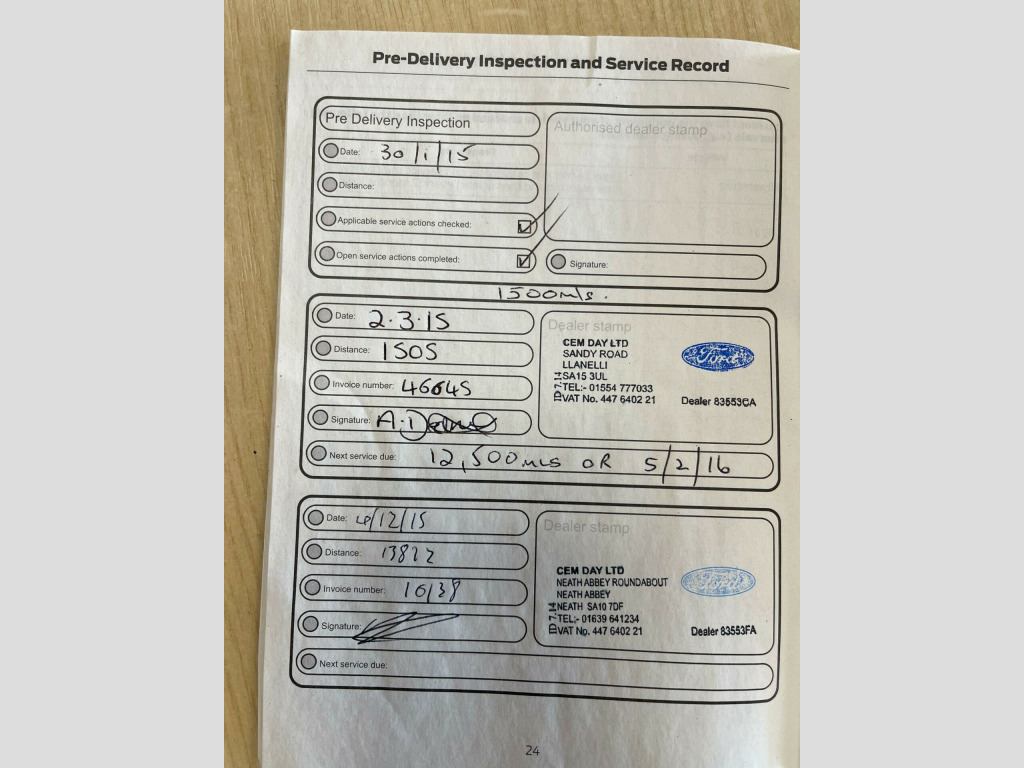 Pre-Delivery Inspection and Service Record
Pre Delivery Inspection
Authorised dealer stamp
Date: 30/1/15
Distance:
Applicable service actions checked:
Open service actions completed:
Signature:
1500mls.
Date: 2.3.15
Distance: 1505
Invoice number: 46645
Signature:
Next service due: 12,500 mls OR 5/2/16
Dealer stamp
CEM DAY LTD
SANDY ROAD
LLANELLI
SA15 3UL
TEL:- 01554 777033
VAT No. 447 6402 21
Ford
Dealer 83553CA
Date: 4/12/15
Distance: 13822
Invoice number: 10138
Signature:
Next service due:
Dealer stamp
CEM DAY LTD
NEATH ABBEY ROUNDABOUT
NEATH ABBEY
NEATH SA10 7DF
TEL:- 01639 641234
VAT No. 447 6402 21
Ford
Dealer 83553FA
24